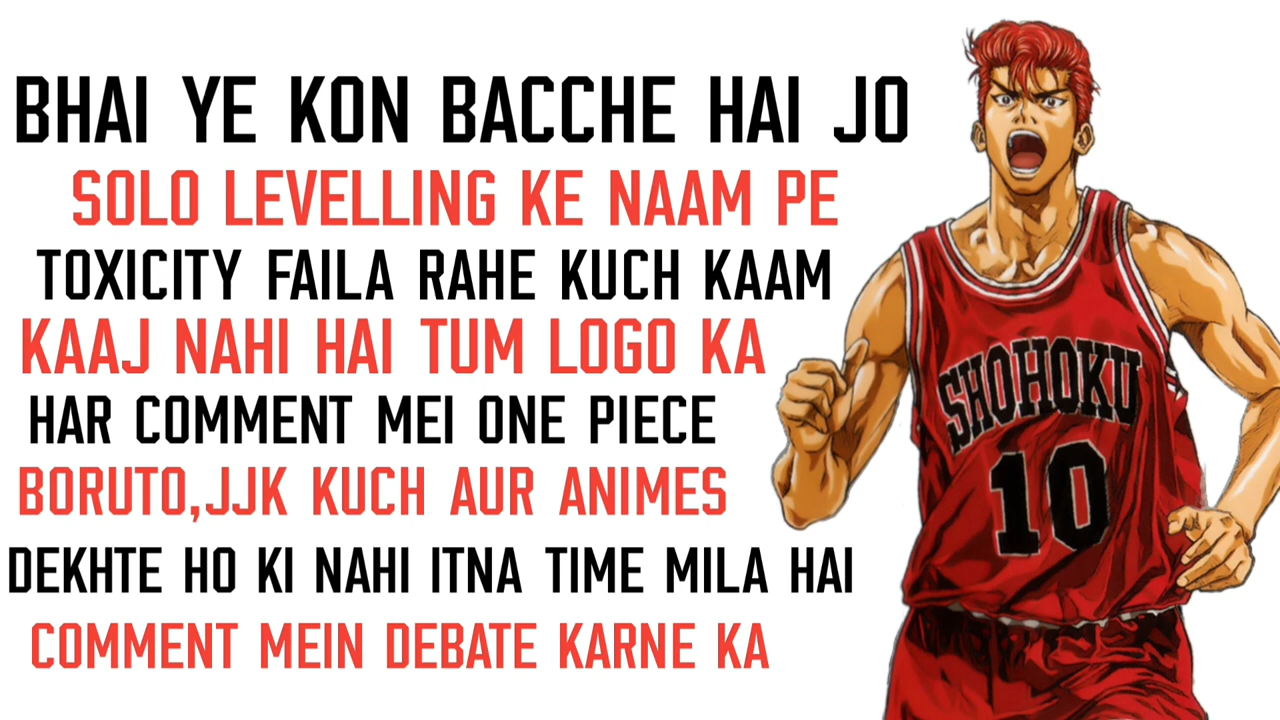 BHAI YE KON BACCHE HAI JO
SOLO LEVELLING KE NAAM PE
TOXICITY FAILA RAHE KUCH KAAM
KAAJ NAHI HAI TUM LOGO KA
HAR COMMENT MEI ONE PIECE
BORUTO,JJK KUCH AUR ANIMES
DEKHTE HO KI NAHI ITNA TIME MILA HAI
COMMENT MEIN DEBATE KARNE KA
SHOHOKU
10